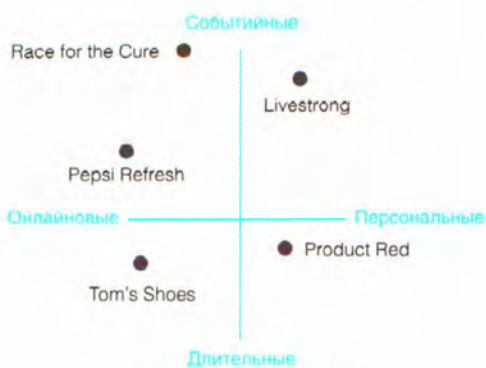 Событийные
Race for the Cure
Livestrong
Pepsi Refresh
Онлайновые
Персональные
Product Red
Tom's Shoes
Длительные